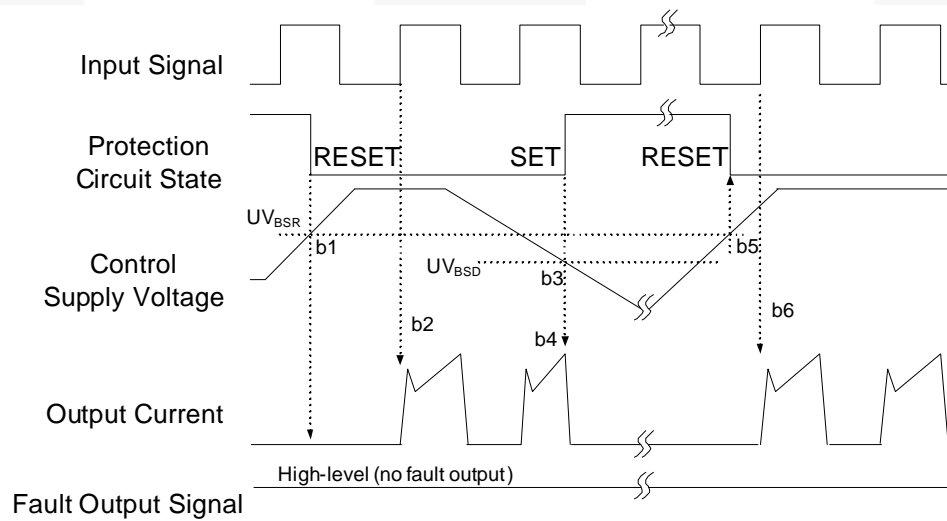 Input Signal
Protection
Circuit State
RESET
SET
RESET
UVBSR
b1
b5
Control
Supply Voltage
UVBSD
b3
b2
b4
b6
Output Current
High-level (no fault output)
Fault Output Signal